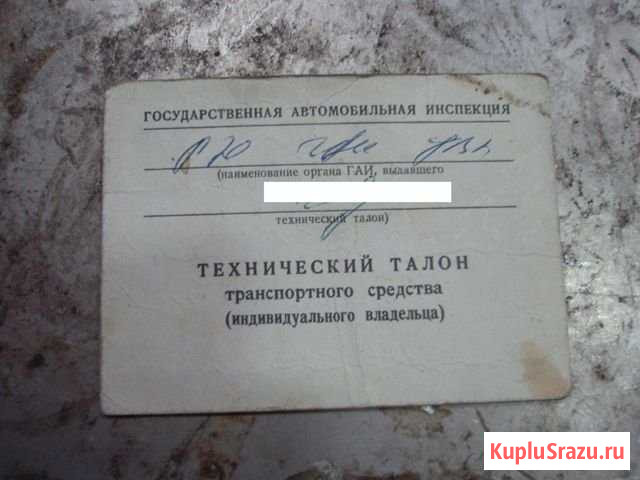 ГОСУДАРСТВЕННАЯ АВТОМОБИЛЬНАЯ ИНСПЕКЦИЯ
(наименование органа ГАИ, выдавшего
технический талон)
ТЕХНИЧЕСКИЙ ТАЛОН
транспортного средства
(индивидуального владельца)
KupluSrazu.ru